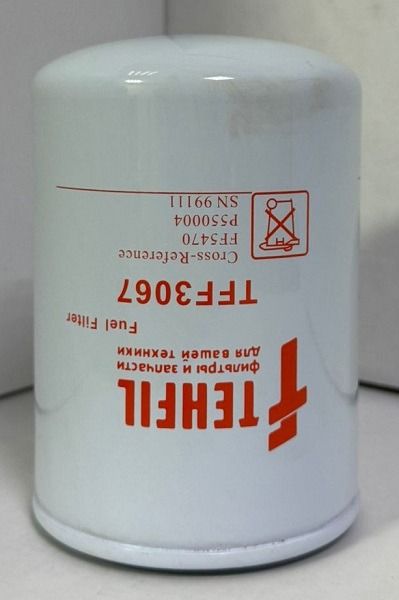 TEHFIL
фильтры и запчасти
для вашей техники
Fuel Filter
TFF3067
Cross-Reference
FF5470
P550004
SN 99111